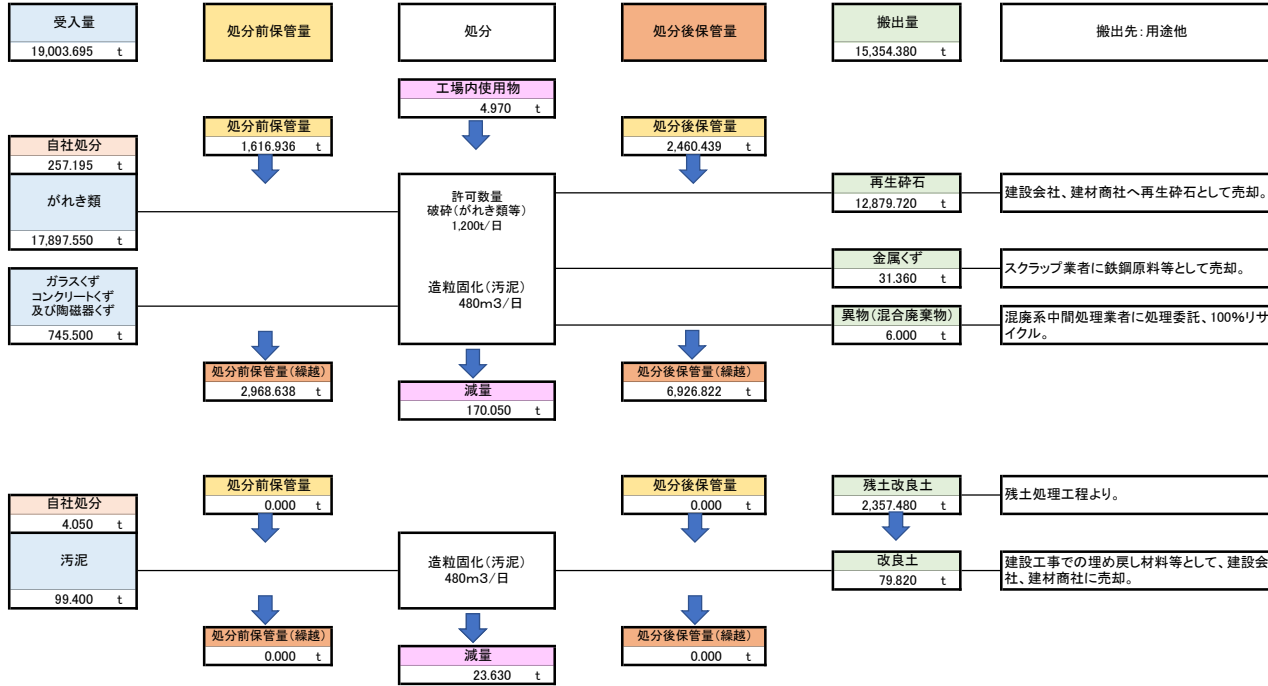 受入量
19,003.695 t
処分前保管量
処分
処分後保管量
搬出量
15,354.380 t
搬出先:用途他
工場内使用物
4.970 t
処分前保管量
1,616.936 t
処分後保管量
2,460.439 t
自社処分
257.195 t
がれき類
17,897.550 t
許可数量
破砕(がれき類等)
1,200t/日
造粒固化(汚泥)
480m3/日
再生砕石
12,879.720 t
建設会社、建材商社へ再生砕石として売却。
ガラスくず
コンクリートくず
及び陶磁器くず
745.500 t
金属くず
31.360 t
スクラップ業者に鉄鋼原料等として売却。
異物(混合廃棄物)
6.000 t
混廃系中間処理業者に処理委託、100%リサ
イクル。
処分前保管量(繰越)
2,968.638 t
減量
170.050 t
処分後保管量(繰越)
6,926.822 t
処分前保管量
0.000 t
処分後保管量
0.000 t
残土改良土
2,357.480 t
残土処理工程より。
自社処分
4.050 t
汚泥
99.400 t
造粒固化(汚泥)
480m3/日
改良土
79.820 t
建設工事での埋め戻し材料等として、建設会
社、建材商社に売却。
処分前保管量(繰越)
0.000 t
減量
23.630 t
処分後保管量(繰越)
0.000 t